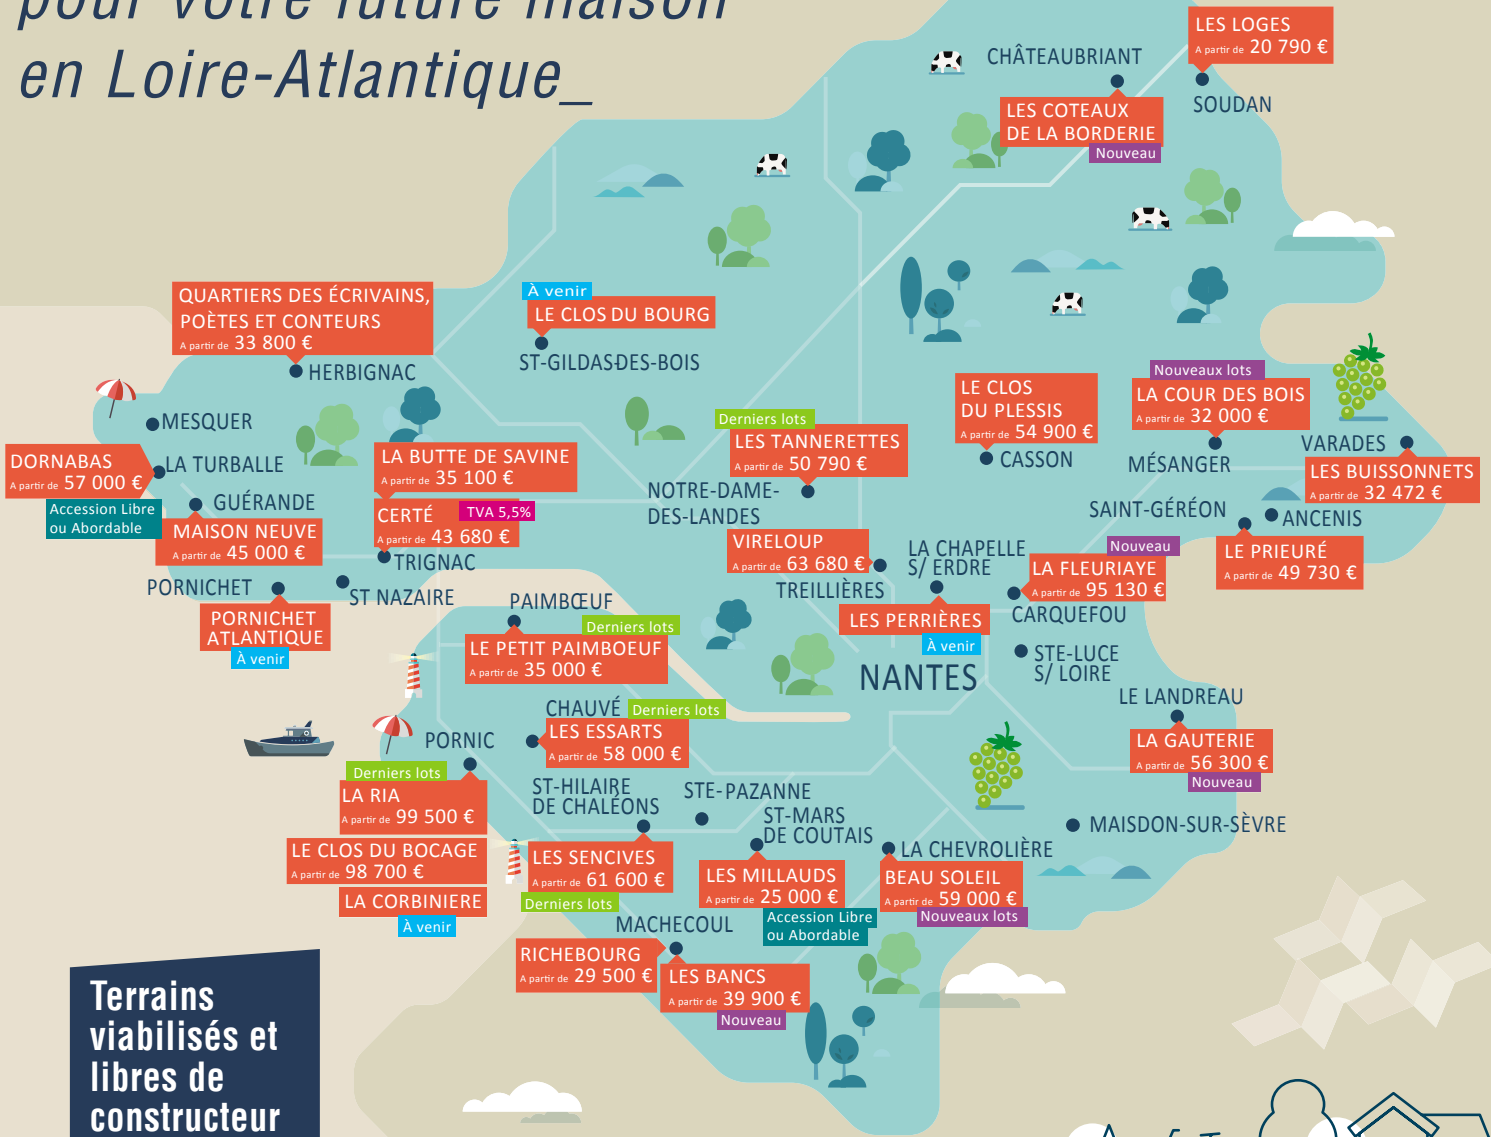 pour votre future maison
en Loire-Atlantique_
LES LOGES
A partir de 20 790 €
CHÂTEAUBRIANT
SOUDAN
LES COTEAUX
DE LA BORDERIE
Nouveau
QUARTIERS DES ÉCRIVAINS,
POÈTES ET CONTEURS
A partir de 33 800 €
HERBIGNAC
À venir
LE CLOS DU BOURG
ST-GILDAS-DES-BOIS
MESQUER
DORNABAS
A partir de 57 000 €
Accession Libre
ou Abordable
LA TURBALLE
GUÉRANDE
MAISON NEUVE
A partir de 45 000 €
LA BUTTE DE SAVINE
A partir de 35 100 €
CERTÉ
TVA 5,5%
A partir de 43 680 €
TRIGNAC
Derniers lots
LES TANNERETTES
A partir de 50 790 €
NOTRE-DAME-
DES-LANDES
LE CLOS
DU PLESSIS
A partir de 54 900 €
CASSON
Nouveaux lots
LA COUR DES BOIS
A partir de 32 000 €
MÉSANGER
VARADES
LES BUISSONNETS
A partir de 32 472 €
SAINT-GÉRÉON
ANCENIS
LE PRIEURÉ
A partir de 49 730 €
VIRELOUP
A partir de 63 680 €
TREILLIÈRES
LA CHAPELLE
S/ ERDRE
LES PERRIÈRES
À venir
Nouveau
LA FLEURIAYE
A partir de 95 130 €
CARQUEFOU
PORNICHET
PORNICHET
ATLANTIQUE
À venir
ST NAZAIRE
PAIMBŒUF
Derniers lots
LE PETIT PAIMBOEUF
A partir de 35 000 €
NANTES
STE-LUCE
S/ LOIRE
LE LANDREAU
LA GAUTERIE
A partir de 56 300 €
Nouveau
CHAUVÉ
Derniers lots
LES ESSARTS
A partir de 58 000 €
PORNIC
Derniers lots
LA RIA
A partir de 99 500 €
LE CLOS DU BOCAGE
A partir de 98 700 €
LA CORBINIERE
À venir
ST-HILAIRE
DE CHALÉONS
LES SENCIVES
A partir de 61 600 €
Derniers lots
STE-PAZANNE
ST-MARS
DE COUTAIS
LES MILLAUDS
A partir de 25 000 €
Accession Libre
ou Abordable
LA CHEVROLIÈRE
BEAU SOLEIL
A partir de 59 000 €
Nouveaux lots
MAISDON-SUR-SÈVRE
MACHECOUL
RICHEBOURG
A partir de 29 500 €
LES BANCS
A partir de 39 900 €
Nouveau
Terrains
viabilisés et
libres de
constructeur